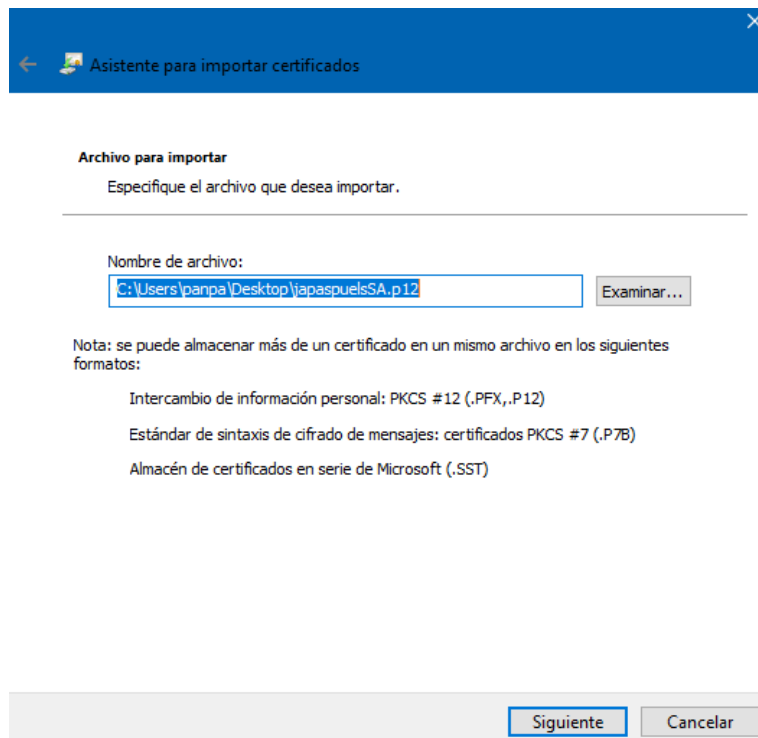 Asistente para importar certificados
Archivo para importar
Especifique el archivo que desea importar.
Nombre de archivo:
C:\Users\panpa\Desktop\japaspuelsSA.p12
Examinar...
Nota: se puede almacenar más de un certificado en un mismo archivo en los siguientes
formatos:
Intercambio de información personal: PKCS #12 (.PFX,.P12)
Estándar de sintaxis de cifrado de mensajes: certificados PKCS #7 (.P7B)
Almacén de certificados en serie de Microsoft (.SST)
Siguiente
Cancelar